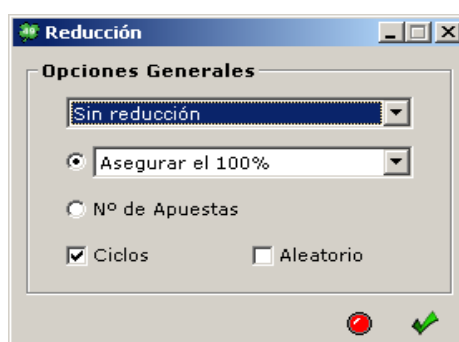 Reducción
Opciones Generales
Sin reducción
Asegurar el 100%
Nº de Apuestas
Ciclos Aleatorio